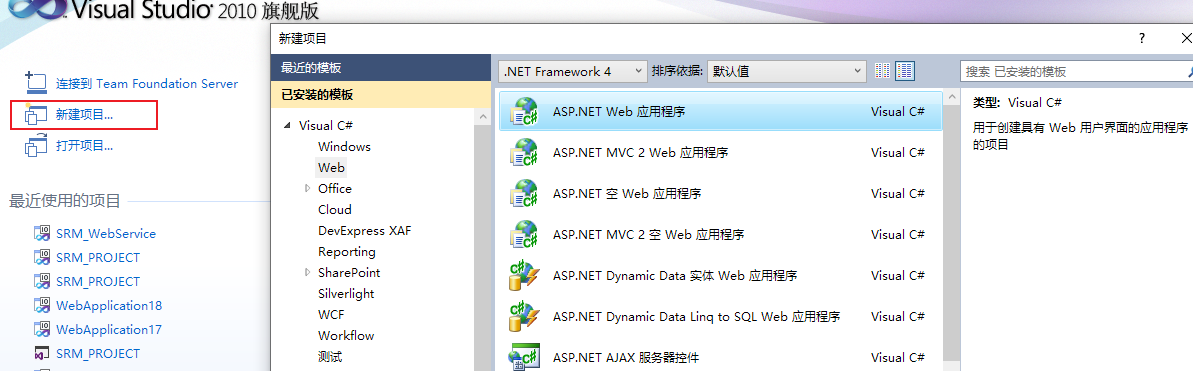 Visual Studio 2010 旗舰版
连接到 Team Foundation Server
新建项目...
打开项目...
最近使用的项目
SRM_WebService
SRM_PROJECT
SRM_PROJECT
WebApplication18
WebApplication17
SRM_PROJECT
新建项目
?
最近的模板
已安装的模板
Visual C#
Windows
Web
Office
Cloud
DevExpress XAF
Reporting
SharePoint
Silverlight
WCF
Workflow
测试
.NET Framework 4 排序依据: 默认值
ASP.NET Web 应用程序 Visual C#
ASP.NET MVC 2 Web 应用程序 Visual C#
ASP.NET 空 Web 应用程序 Visual C#
ASP.NET MVC 2 空 Web 应用程序 Visual C#
ASP.NET Dynamic Data 实体 Web 应用程序 Visual C#
ASP.NET Dynamic Data Linq to SQL Web 应用程序 Visual C#
ASP.NET AJAX 服务器控件 Visual C#
搜索 已安装的模板
类型: Visual C#
用于创建具有 Web 用户界面的应用程序
的项目